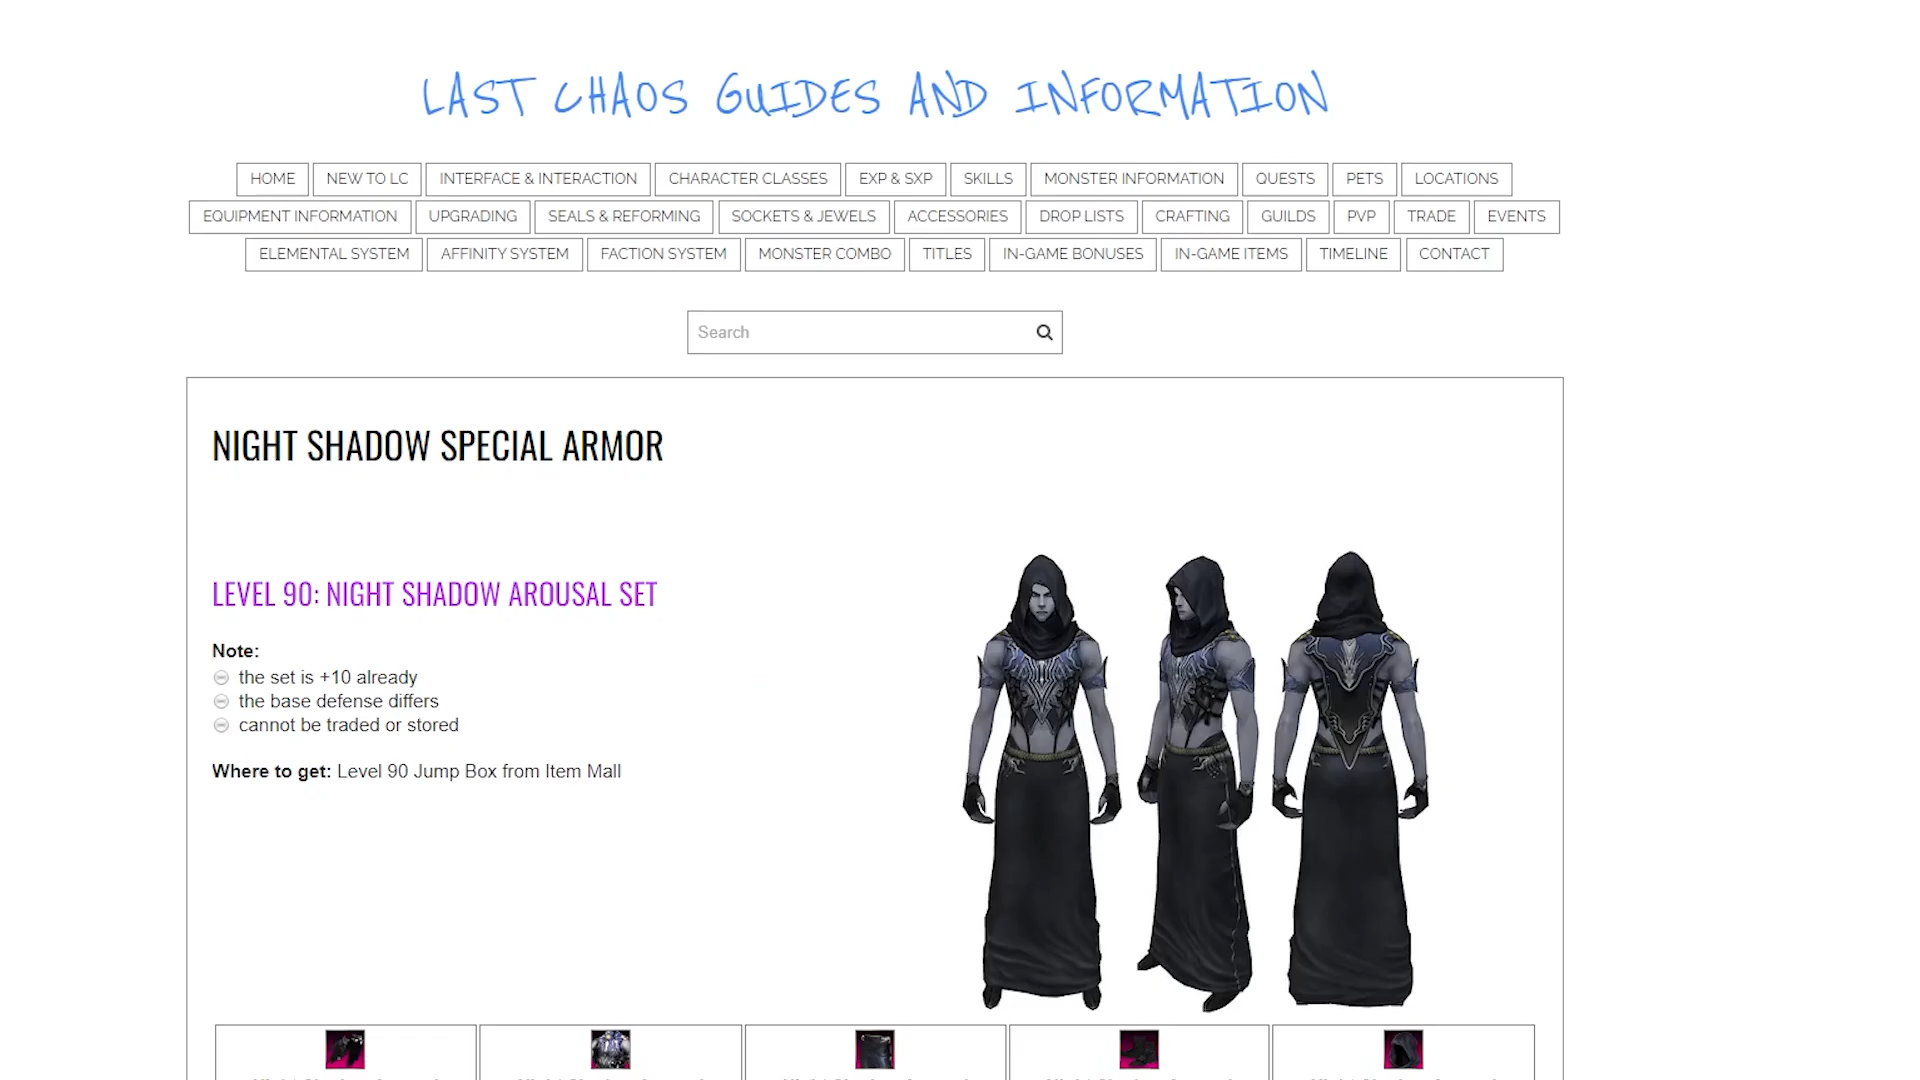 LAST CHAOS GUIDES AND INFORMATION
HOME NEW TO LC INTERFACE & INTERACTION CHARACTER CLASSES EXP & SXP SKILLS MONSTER INFORMATION QUESTS PETS LOCATIONS
EQUIPMENT INFORMATION UPGRADING SEALS & REFORMING SOCKETS & JEWELS ACCESSORIES DROP LISTS CRAFTING GUILDS PVP TRADE EVENTS
ELEMENTAL SYSTEM AFFINITY SYSTEM FACTION SYSTEM MONSTER COMBO TITLES IN-GAME BONUSES IN-GAME ITEMS TIMELINE CONTACT
Search
NIGHT SHADOW SPECIAL ARMOR
LEVEL 90: NIGHT SHADOW AROUSAL SET
Note:
the set is +10 already
the base defense differs
cannot be traded or stored
Where to get: Level 90 Jump Box from Item Mall